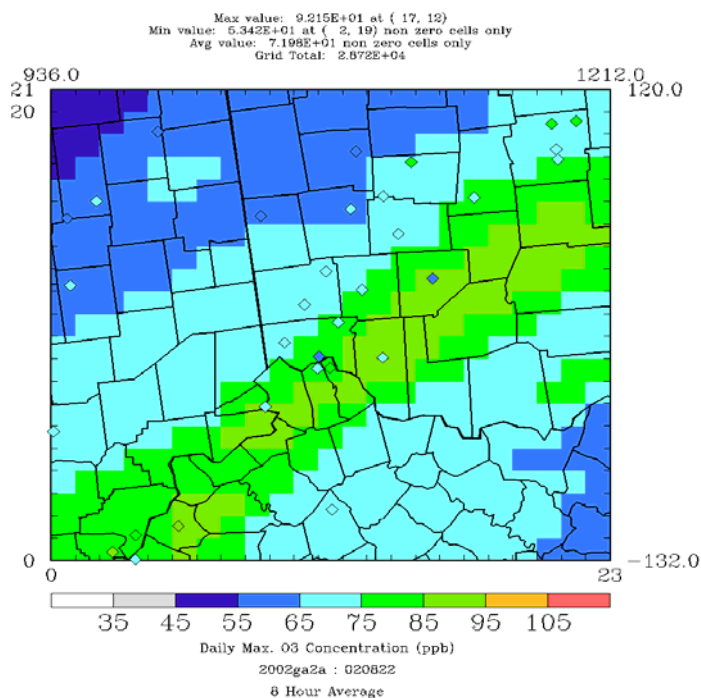 Max value: 9.215E+01 at ( 17, 12)
Min value: 5.342E+01 at ( 2, 19) non zero cells only
Avg value: 7.198E+01 non zero cells only
Grid Total: 2.872E+04
936.0 1212.0
21 120.0
20
0 -132.0
0 23
35 45 55 65 75 85 95 105
Daily Max. O3 Concentration (ppb)
2002ga2a : 020822
8 Hour Average